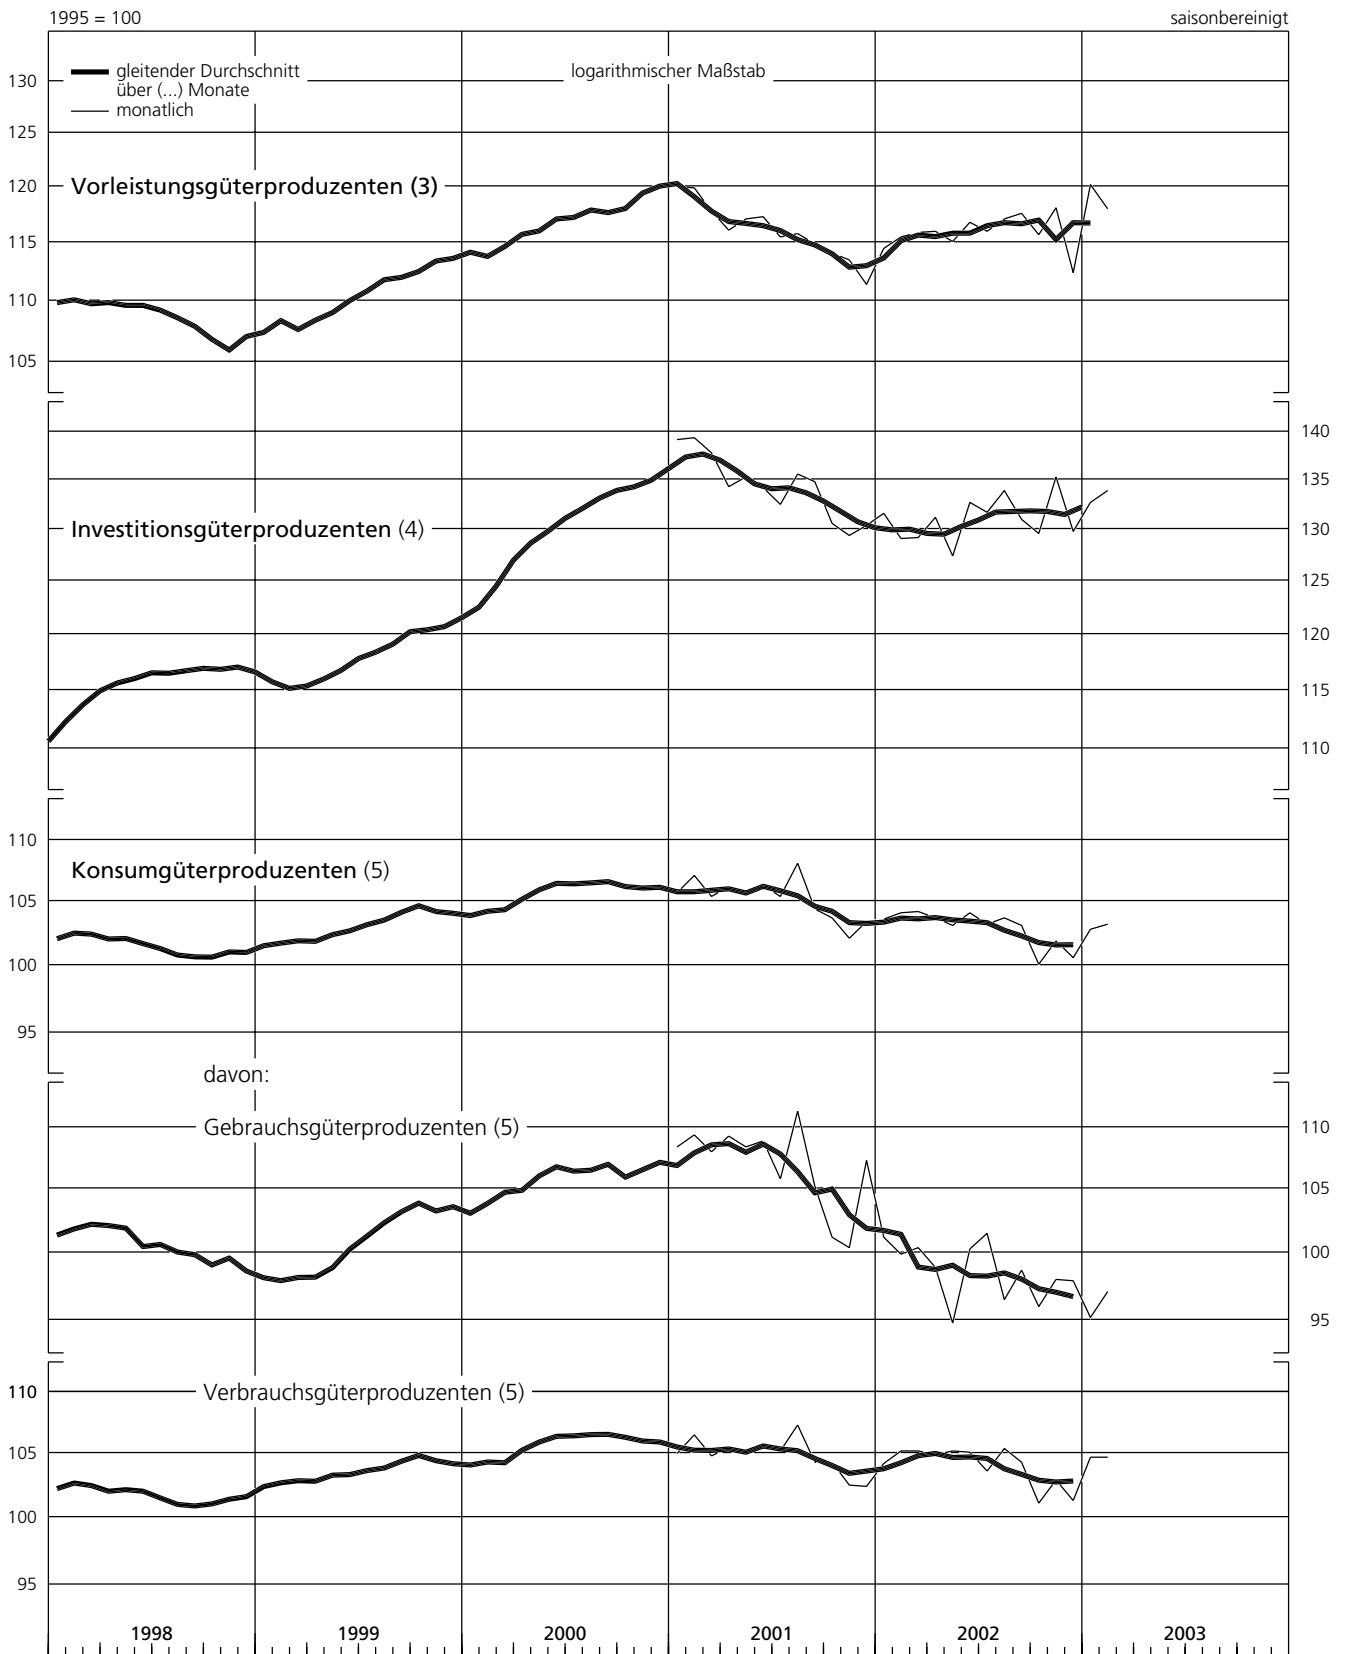 1995 = 100
saisonbereinigt
gleitender Durchschnitt
über (...) Monate
monatlich
logarithmischer Maßstab
130
125
120
115
110
105
Vorleistungsgüterproduzenten (3)
140
135
130
125
120
115
110
Investitionsgüterproduzenten (4)
110
105
100
95
Konsumgüterproduzenten (5)
davon:
Gebrauchsgüterproduzenten (5)
110
105
100
95
Verbrauchsgüterproduzenten (5)
110
105
100
95
1998 1999 2000 2001 2002 2003